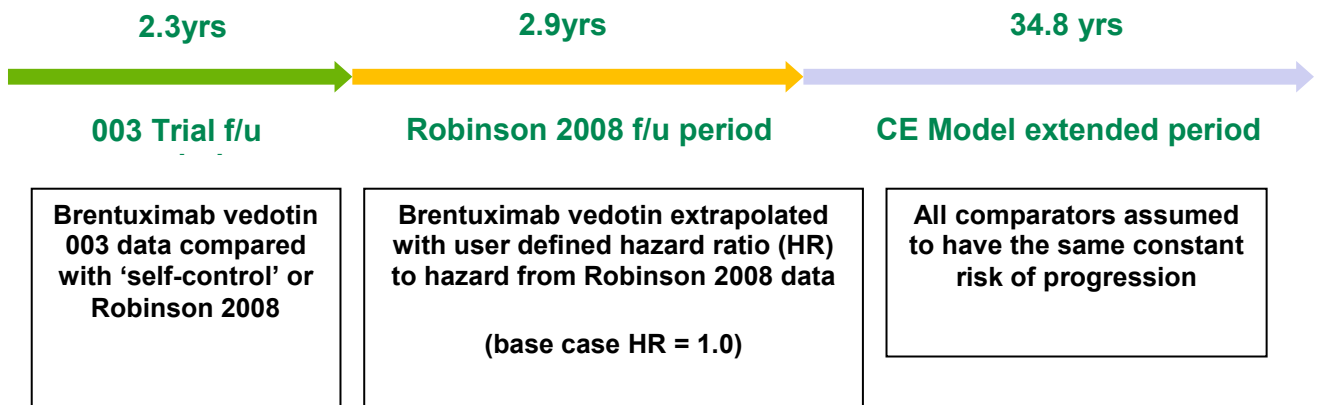 2.3yrs
2.9yrs
34.8 yrs
003 Trial f/u
Robinson 2008 f/u period
CE Model extended period
Brentuximab vedotin
003 data compared
with ‘self-control’ or
Robinson 2008
Brentuximab vedotin extrapolated
with user defined hazard ratio (HR)
to hazard from Robinson 2008 data
(base case HR = 1.0)
All comparators assumed
to have the same constant
risk of progression